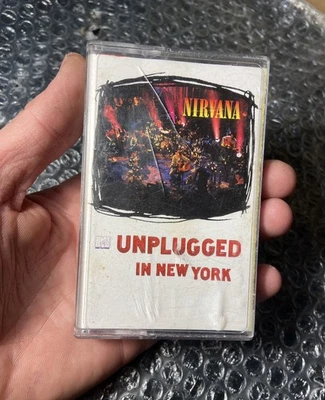 NIRVANA
UNPLUGGED
IN NEW YORK